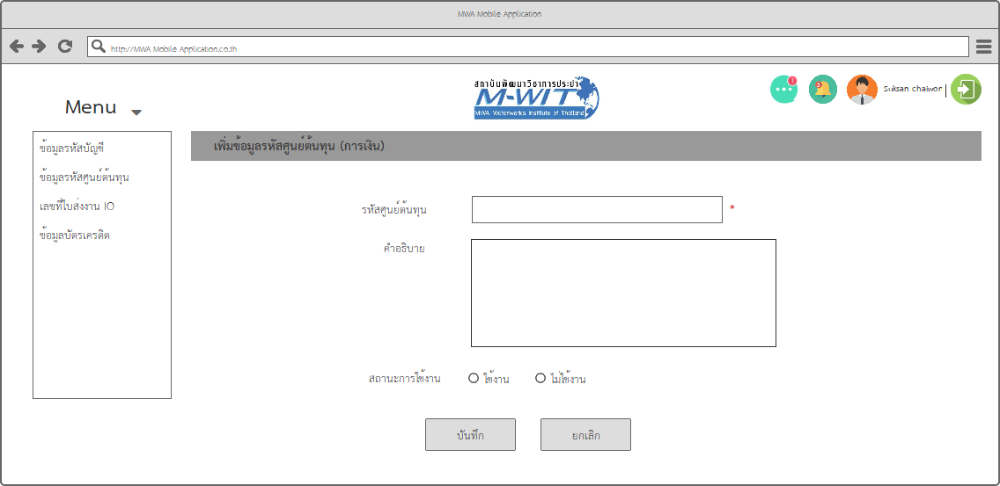 MWA Mobile Application
http://MWA Mobile Application.co.th
สถาบันพัฒนาวิชาการประปา
M-WIT
MWA Waterworks Institute of Thailand
1
3
Suksan chaiwon
Menu
ข้อมูลรหัสบัญชี
ข้อมูลรหัสศูนย์ต้นทุน
เลขที่ใบสั่งงาน IO
ข้อมูลบัตรเครดิต
เพิ่มข้อมูลรหัสศูนย์ต้นทุน (การเงิน)
รหัสศูนย์ต้นทุน *
คำอธิบาย
สถานะการใช้งาน ใช้งาน ไม่ใช้งาน
บันทึก ยกเลิก